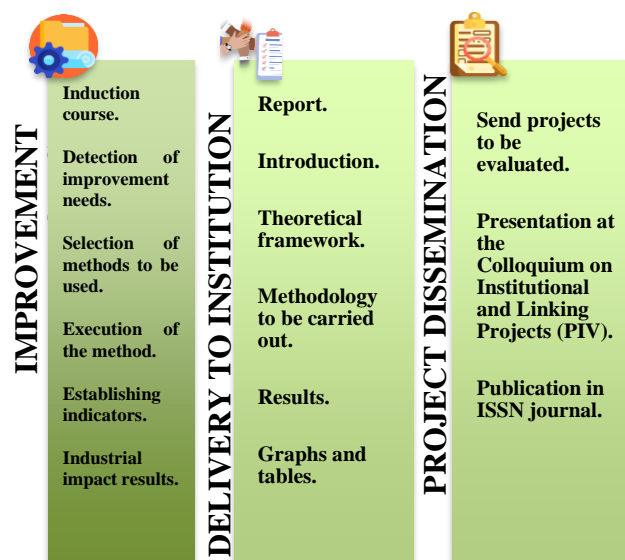 IMPROVEMENT
Induction
course.
Detection of
improvement
needs.
Selection of
methods to be
used.
Execution of
the method.
Establishing
indicators.
Industrial
impact results.
DELIVERY TO INSTITUTION
Report.
Introduction.
Theoretical
framework.
Methodology
to be carried
out.
Results.
Graphs and
tables.
PROJECT DISSEMINATION
Send projects
to be
evaluated.
Presentation at
the
Colloquium on
Institutional
and Linking
Projects (PIV).
Publication in
ISSN journal.